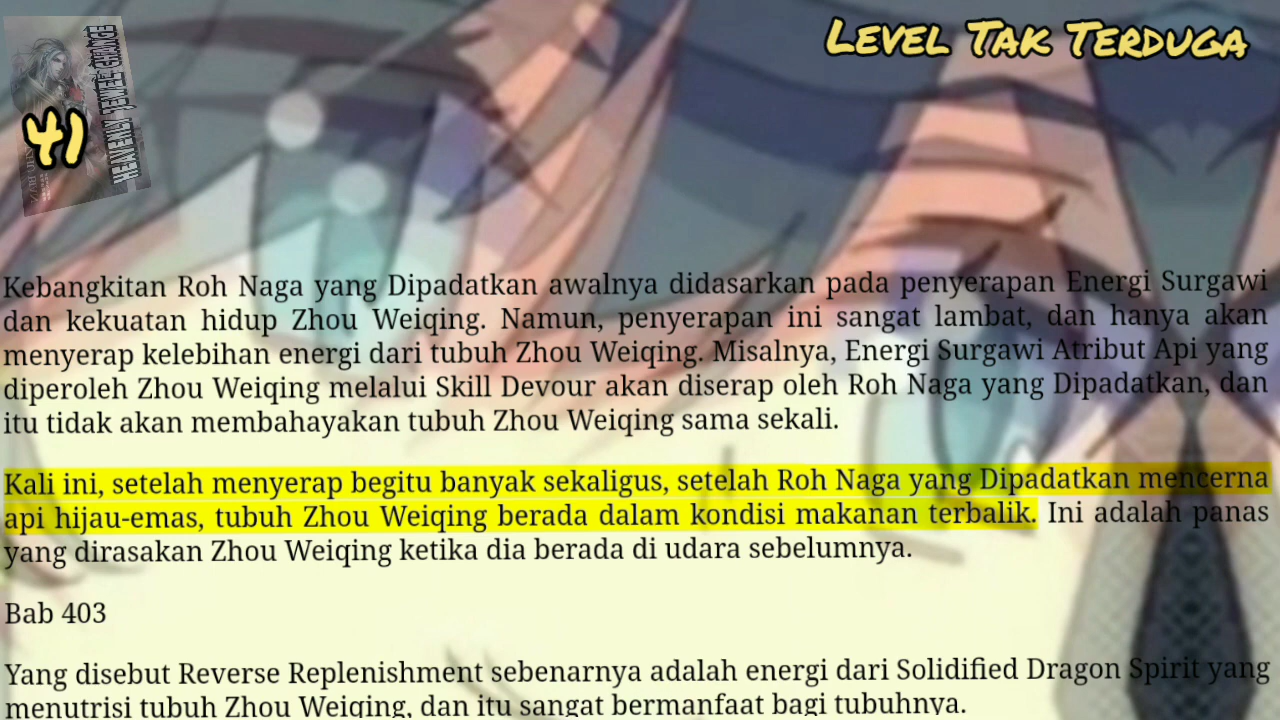 LEVEL TAK TERDUGA
HEAVENLY JEWEL CHANGE
41
Kebangkitan Roh Naga yang Dipadatkan awalnya didasarkan pada penyerapan Energi Surgawi
dan kekuatan hidup Zhou Weiqing. Namun, penyerapan ini sangat lambat, dan hanya akan
menyerap kelebihan energi dari tubuh Zhou Weiqing. Misalnya, Energi Surgawi Atribut Api yang
diperoleh Zhou Weiqing melalui Skill Devour akan diserap oleh Roh Naga yang Dipadatkan, dan
itu tidak akan membahayakan tubuh Zhou Weiqing sama sekali.
Kali ini, setelah menyerap begitu banyak sekaligus, setelah Roh Naga yang Dipadatkan mencerna
api hijau-emas, tubuh Zhou Weiqing berada dalam kondisi makanan terbalik. Ini adalah panas
yang dirasakan Zhou Weiqing ketika dia berada di udara sebelumnya.
Bab 403
Yang disebut Reverse Replenishment sebenarnya adalah energi dari Solidified Dragon Spirit yang
menutrisi tubuh Zhou Weiqing, dan itu sangat bermanfaat bagi tubuhnya.